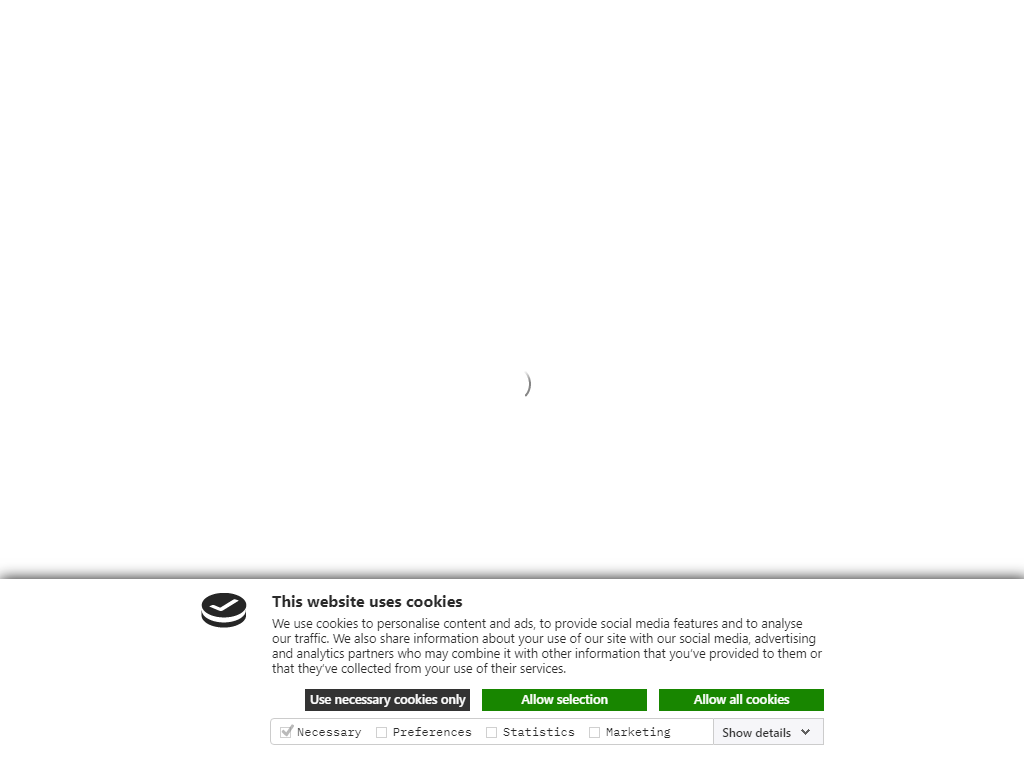 This website uses cookies
We use cookies to personalise content and ads, to provide social media features and to analyse
our traffic. We also share information about your use of our site with our social media, advertising
and analytics partners who may combine it with other information that you've provided to them or
that they've collected from your use of their services.
Use necessary cookies only
Allow selection
Allow all cookies
Necessary Preferences Statistics Marketing Show details